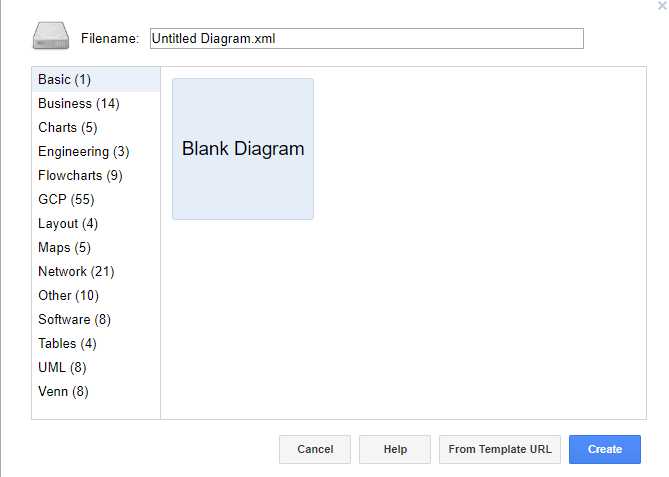 Filename: Untitled Diagram.xml
Basic (1)
Business (14)
Charts (5)
Engineering (3)
Flowcharts (9)
GCP (55)
Layout (4)
Maps (5)
Network (21)
Other (10)
Software (8)
Tables (4)
UML (8)
Venn (8)
Blank Diagram
Cancel Help From Template URL Create